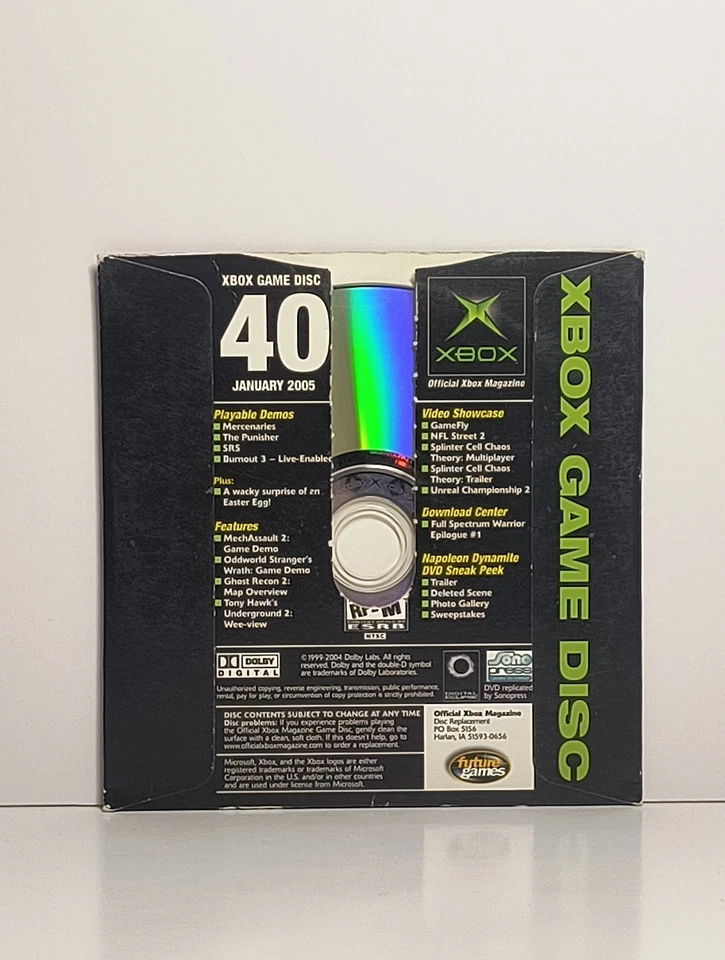 XBOX GAME DISC
40
JANUARY 2005
Playable Demos
Mercenaries
The Punisher
SRS
Burnout 3 – Live-Enable
Plus:
A wacky surprise of an
Easter Egg!
Features
MechAssault 2:
Game Demo
Oddworld Stranger's
Wrath: Game Demo
Ghost Recon 2:
Map Overview
Tony Hawk's
Underground 2:
Wee-view
XBOX
Official Xbox Magazine
Video Showcase
GameFly
NFL Street 2
Splinter Cell Chaos
Theory: Multiplayer
Splinter Cell Chaos
Theory: Trailer
Unreal Championship 2
Download Center
Full Spectrum Warrior
Epilogue #1
Napoleon Dynamite
DVD Sneak Peek
Trailer
Deleted Scene
Photo Gallery
Sweepstakes
XBOX GAME DISC
ESRB
NTSC
DOLBY
DIGITAL
©1999-2004 Dolby Labs. All rights
reserved. Dolby and the double-D symbol
are trademarks of Dolby Laboratories.
DIGITAL
ECLIPSE
Sono
press
DVD replicated
by Sonopress
Unauthorized copying, reverse engineering, transmission, public performance,
rental, pay for play, or circumvention of copy protection is strictly prohibited.
DISC CONTENTS SUBJECT TO CHANGE AT ANY TIME
Disc problems: If you experience problems playing
the Official Xbox Magazine Game Disc, gently clean the
surface with a clean, soft cloth. If this doesn't help, go to
www.officialxboxmagazine.com to order a replacement.
Microsoft, Xbox, and the Xbox logos are either
registered trademarks or trademarks of Microsoft
Corporation in the U.S. and/or in other countries
and are used under license from Microsoft.
Official Xbox Magazine
Disc Replacement
PO Box 5156
Harlan, IA 51593-0656
future
games